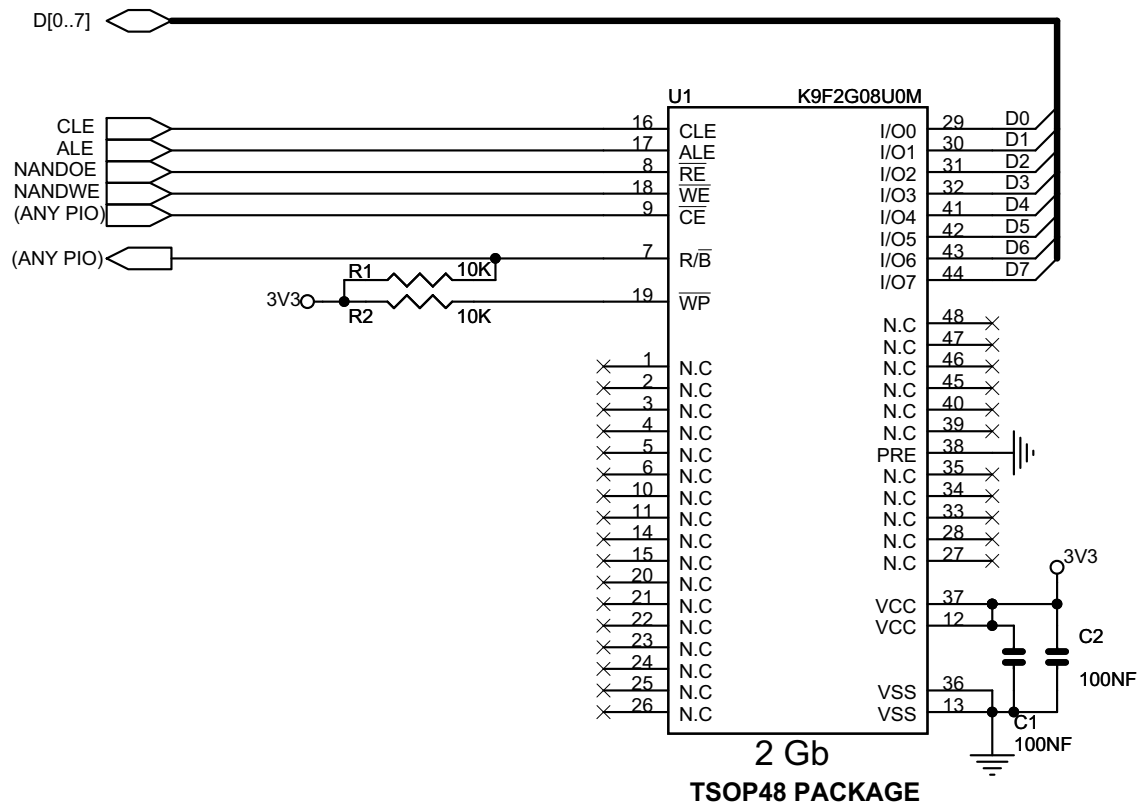 D[0..7]
U1 K9F2G08U0M
CLE 16 CLE I/O0 29 D0
ALE 17 ALE I/O1 30 D1
NANDOE 8 RE I/O2 31 D2
NANDWE 18 WE I/O3 32 D3
(ANY PIO) 9 CE I/O4 41 D4
I/O5 42 D5
(ANY PIO) 7 R/B I/O6 43 D6
I/O7 44 D7
R1 10K
3V3 19 WP
R2 10K
N.C 48
N.C 47
1 N.C N.C 46
2 N.C N.C 45
3 N.C N.C 40
4 N.C N.C 39
5 N.C PRE 38
6 N.C N.C 35
10 N.C N.C 34
11 N.C N.C 33
14 N.C N.C 28
15 N.C N.C 27
3V3
20 N.C
21 N.C VCC 37
22 N.C VCC 12
23 N.C C2
24 N.C 100NF
25 N.C VSS 36
26 N.C VSS 13
C1
100NF
2 Gb
TSOP48 PACKAGE